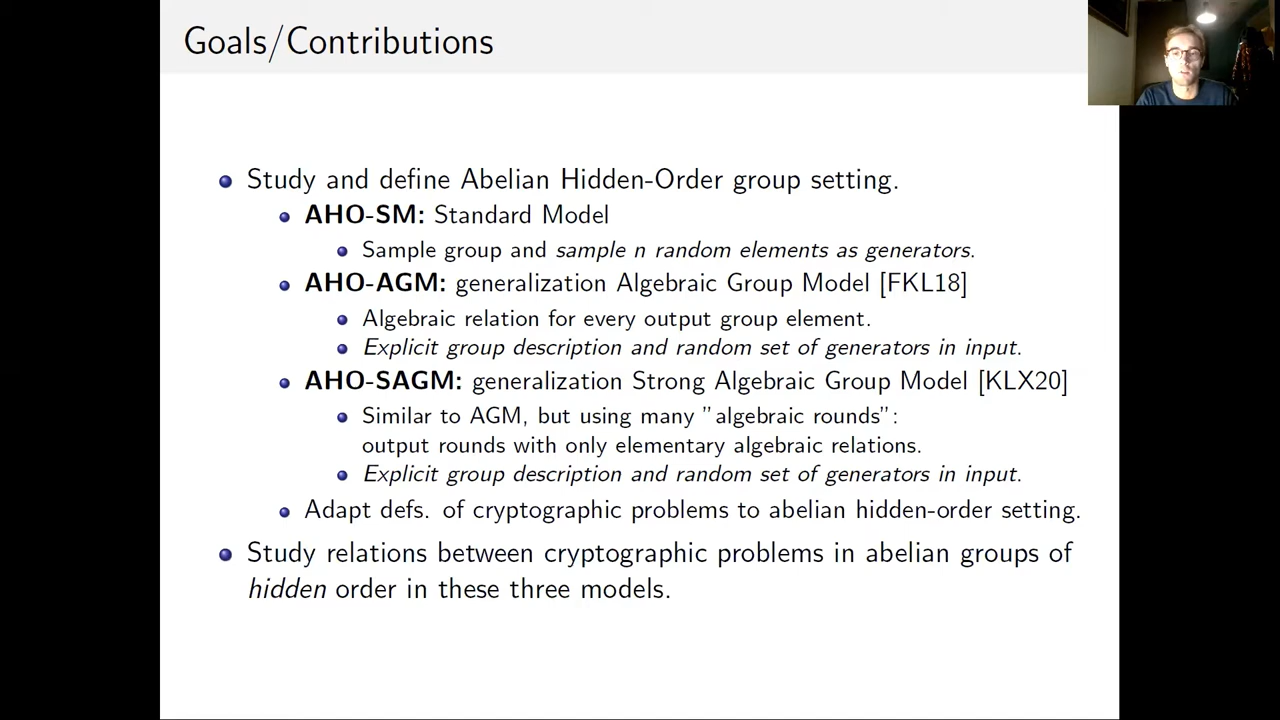 Goals/Contributions
Study and define Abelian Hidden-Order group setting.
AHO-SM: Standard Model
Sample group and sample n random elements as generators.
AHO-AGM: generalization Algebraic Group Model [FKL18]
Algebraic relation for every output group element.
Explicit group description and random set of generators in input.
AHO-SAGM: generalization Strong Algebraic Group Model [KLX20]
Similar to AGM, but using many "algebraic rounds":
output rounds with only elementary algebraic relations.
Explicit group description and random set of generators in input.
Adapt defs. of cryptographic problems to abelian hidden-order setting.
Study relations between cryptographic problems in abelian groups of
hidden order in these three models.